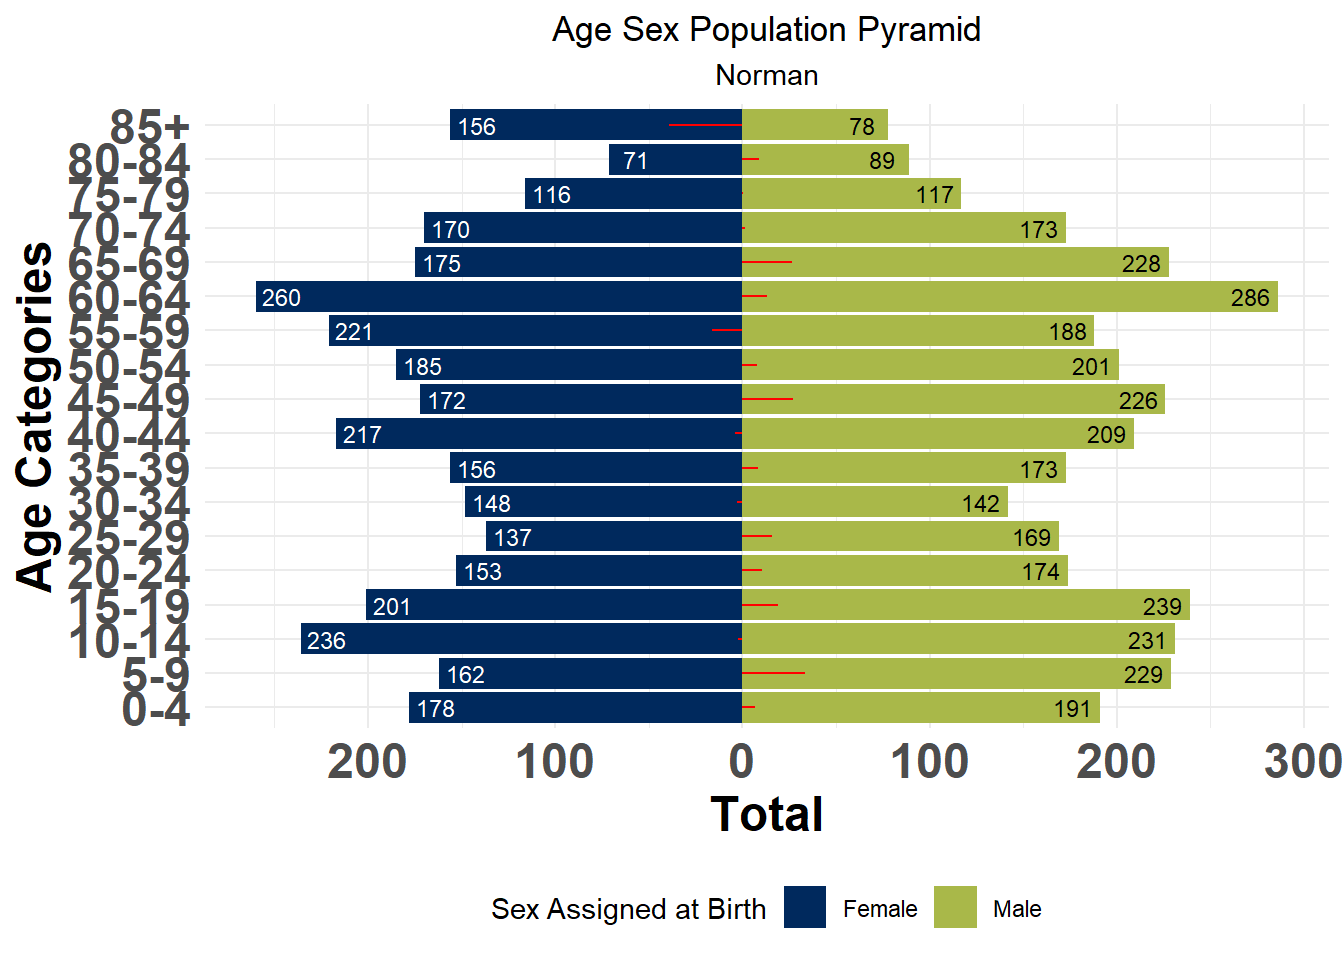 Age Sex Population Pyramid
Norman
Age Categories
85+ 156 78
80-84 71 89
75-79 116 117
70-74 170 173
65-69 175 228
60-64 260 286
55-59 221 188
50-54 185 201
45-49 172 226
40-44 217 209
35-39 156 173
30-34 148 142
25-29 137 169
20-24 153 174
15-19 201 239
10-14 236 231
5-9 162 229
0-4 178 191
200 100 0 100 200 300
Total
Sex Assigned at Birth Female Male